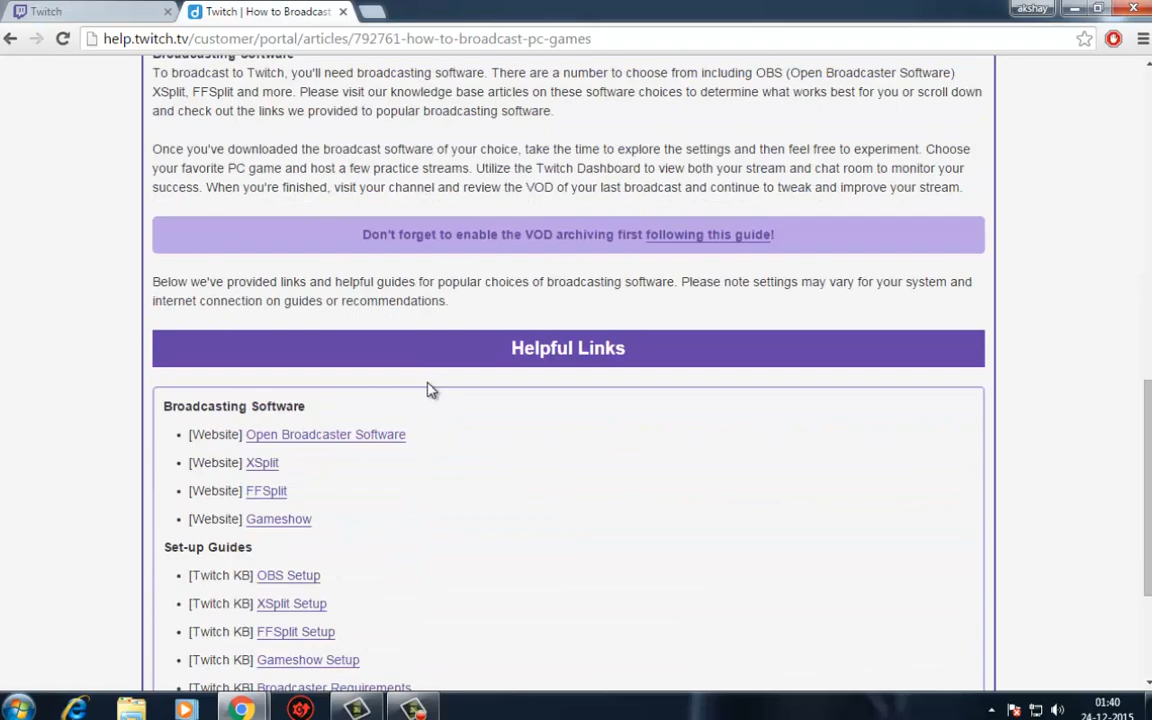 Twitch
Twitch | How to Broadcast
akshay
help.twitch.tv/customer/portal/articles/792761-how-to-broadcast-pc-games
Broadcasting Software
To broadcast to Twitch, you'll need broadcasting software. There are a number to choose from including OBS (Open Broadcaster Software)
XSplit, FFSplit and more. Please visit our knowledge base articles on these software choices to determine what works best for you or scroll down
and check out the links we provided to popular broadcasting software.
Once you've downloaded the broadcast software of your choice, take the time to explore the settings and then feel free to experiment. Choose
your favorite PC game and host a few practice streams. Utilize the Twitch Dashboard to view both your stream and chat room to monitor your
success. When you're finished, visit your channel and review the VOD of your last broadcast and continue to tweak and improve your stream.
Don't forget to enable the VOD archiving first following this guide!
Below we've provided links and helpful guides for popular choices of broadcasting software. Please note settings may vary for your system and
internet connection on guides or recommendations.
Helpful Links
Broadcasting Software
• [Website] Open Broadcaster Software
• [Website] XSplit
• [Website] FFSplit
• [Website] Gameshow
Set-up Guides
• [Twitch KB] OBS Setup
• [Twitch KB] XSplit Setup
• [Twitch KB] FFSplit Setup
• [Twitch KB] Gameshow Setup
• [Twitch KB] Broadcaster Requirements
01:40
24-12-2015